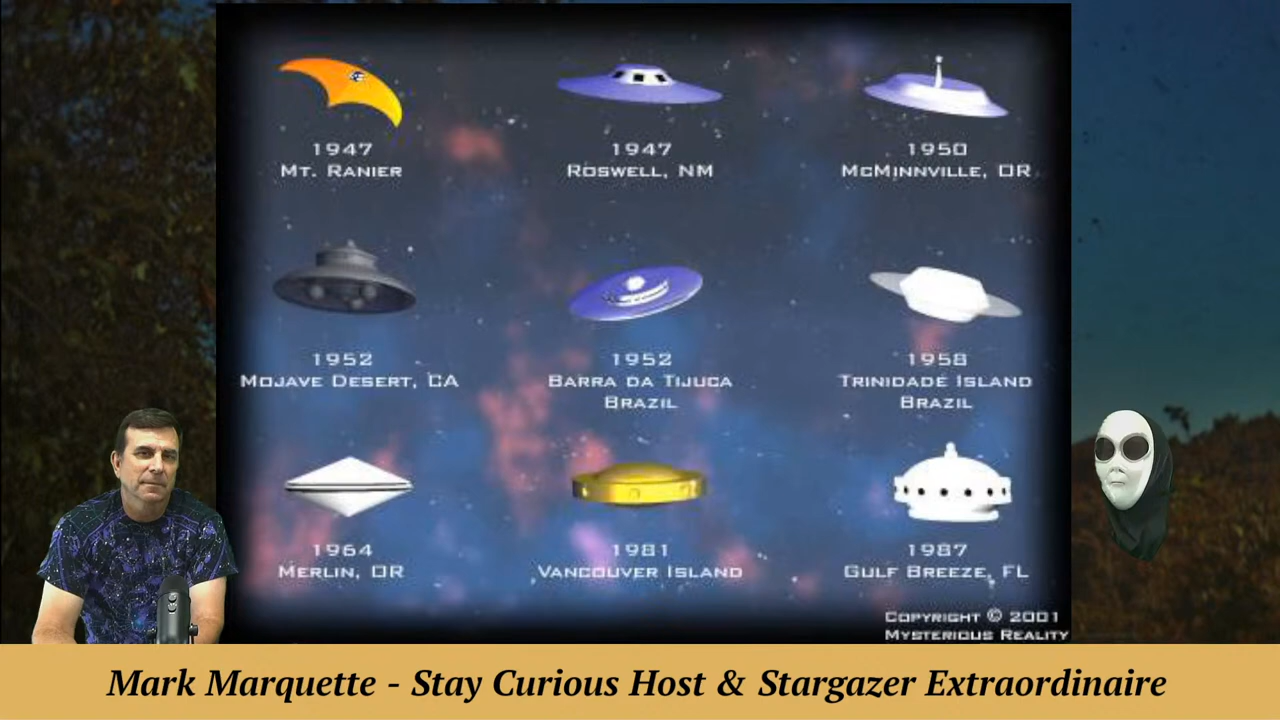 1947
Mt. Ranier
1947
Roswell, NM
1950
McMinnville, OR
1952
Mojave Desert, CA
1952
Barra da Tijuca
Brazil
1958
Trinidade Island
Brazil
1964
Merlin, OR
1981
Vancouver Island
1987
Gulf Breeze, FL
Copyright © 2001
Mysterious Reality
Mark Marquette - Stay Curious Host & Stargazer Extraordinaire